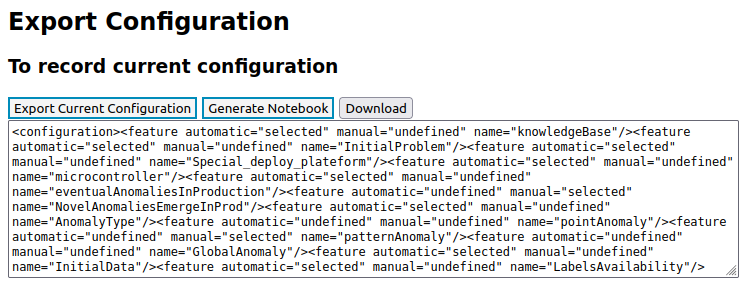 Export Configuration
To record current configuration
Export Current Configuration Generate Notebook Download
<configuration><feature automatic="selected" manual="undefined" name="knowledgeBase"/><feature
automatic="selected" manual="undefined" name="InitialProblem"/><feature automatic="selected"
manual="undefined" name="Special_deploy_plateform"/><feature automatic="selected" manual="undefined"
name="microcontroller"/><feature automatic="selected" manual="undefined"
name="eventualAnomaliesInProduction"/><feature automatic="undefined" manual="selected"
name="NovelAnomaliesEmergeInProd"/><feature automatic="selected" manual="undefined"
name="AnomalyType"/><feature automatic="undefined" manual="undefined" name="pointAnomaly"/><feature
automatic="undefined" manual="selected" name="patternAnomaly"/><feature automatic="undefined"
manual="undefined" name="GlobalAnomaly"/><feature automatic="selected" manual="undefined"
name="InitialData"/><feature automatic="selected" manual="undefined" name="LabelsAvailability"/>